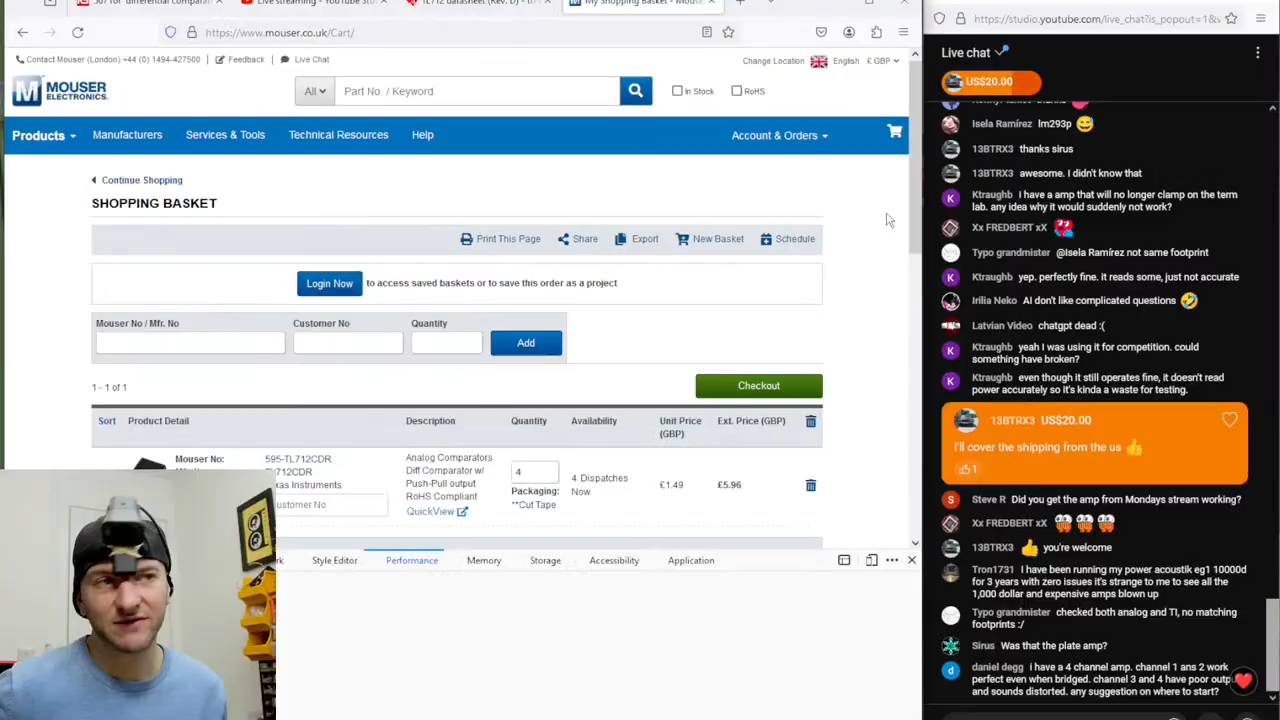 507 for differential compara
Live streaming - YouTube Stu
TL712 datasheet (Rev. D) - t
My Shopping Basket - Mouse
https://www.mouser.co.uk/Cart/
Contact Mouser (London) +44 (0) 1494-427500
Feedback
Live Chat
Change Location
English
£ GBP
MOUSER
ELECTRONICS
All
Part No. / Keyword
In Stock
RoHS
Products
Manufacturers
Services & Tools
Technical Resources
Help
Account & Orders
Continue Shopping
SHOPPING BASKET
Print This Page
Share
Export
New Basket
Schedule
Login Now to access saved baskets or to save this order as a project
Mouser No / Mfr. No
Customer No
Quantity
Add
1 - 1 of 1
Checkout
Sort
Product Detail
Description
Quantity
Availability
Unit Price
(GBP)
Ext. Price (GBP)
Mouser No:
595-TL712CDR
TL712CDR
Texas Instruments
Customer No
Analog Comparators
Diff Comparator w/
Push-Pull output
RoHS Compliant
QuickView
4
Packaging:
**Cut Tape
4 Dispatches
Now
£1.49
£5.96
Style Editor
Performance
Memory
Storage
Accessibility
Application
https://studio.youtube.com/live_chat?is_popout=1&v
Live chat
US$20.00
Isela Ramírez lm293p 😅
13BTRX3 thanks sirus
13BTRX3 awesome. I didn't know that
Ktraughb I have a amp that will no longer clamp on the term
lab. any idea why it would suddenly not work?
Xx FREDBERT xX
Typo grandmister @Isela Ramírez not same footprint
Ktraughb yep. perfectly fine. it reads some, just not accurate
Irilia Neko AI don't like complicated questions 🤣
Latvian Video chatgpt dead :(
Ktraughb yeah I was using it for competition. could
something have broken?
Ktraughb even though it still operates fine, it doesn't read
power accurately so it's kinda a waste for testing.
13BTRX3 US$20.00
I'll cover the shipping from the us 👍
1
Steve R Did you get the amp from Mondays stream working?
Xx FREDBERT xX
13BTRX3 👍 you're welcome
Tron1731 I have been running my power acoustik eg1 10000d
for 3 years with zero issues it's strange to me to see all the
1,000 dollar and expensive amps blown up
Typo grandmister checked both analog and TI, no matching
footprints :/
Sirus Was that the plate amp?
daniel degg i have a 4 channel amp. channel 1 ans 2 work
perfect even when bridged. channel 3 and 4 have poor outp
and sounds distorted. any suggestion on where to start?